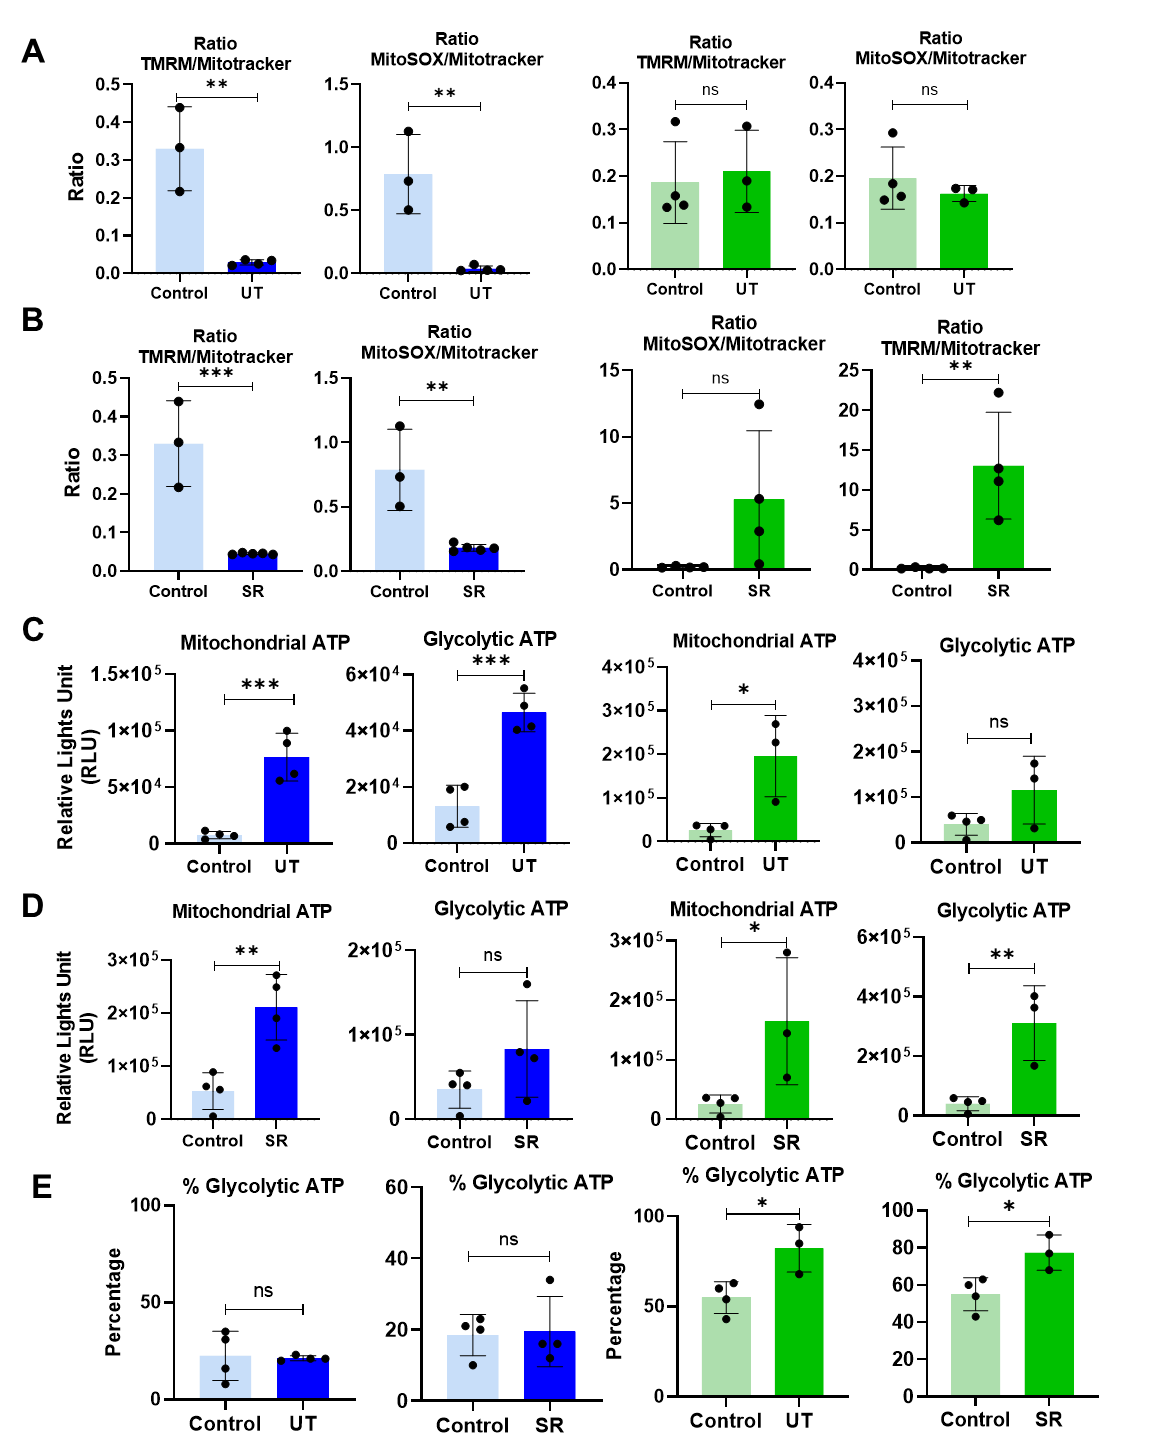 A
Ratio
TMRM/Mitotracker
**
0.5
0.4
0.3
0.2
0.1
0.0
Ratio
Control
UT
Ratio
MitoSOX/Mitotracker
**
1.5
1.0
0.5
0.0
Control
UT
Ratio
TMRM/Mitotracker
ns
0.4
0.3
0.2
0.1
0.0
Control
UT
Ratio
MitoSOX/Mitotracker
ns
0.4
0.3
0.2
0.1
0.0
Control
UT
B
Ratio
TMRM/Mitotracker
***
0.5
0.4
0.3
0.2
0.1
0.0
Ratio
Control
SR
Ratio
MitoSOX/Mitotracker
**
1.5
1.0
0.5
0.0
Control
SR
Ratio
MitoSOX/Mitotracker
ns
15
10
5
0
Control
SR
Ratio
TMRM/Mitotracker
**
25
20
15
10
5
0
Control
SR
C
Mitochondrial ATP
***
1.5×10⁵
1×10⁵
5×10⁴
0
Relative Lights Unit
(RLU)
Control
UT
Glycolytic ATP
***
6×10⁴
4×10⁴
2×10⁴
0
Control
UT
Mitochondrial ATP
*
4×10⁵
3×10⁵
2×10⁵
1×10⁵
0
Control
UT
Glycolytic ATP
ns
4×10⁵
3×10⁵
2×10⁵
1×10⁵
0
Control
UT
D
Mitochondrial ATP
**
3×10⁵
2×10⁵
1×10⁵
0
Relative Lights Unit
(RLU)
Control
SR
Glycolytic ATP
ns
2×10⁵
1×10⁵
0
Control
SR
Mitochondrial ATP
*
3×10⁵
2×10⁵
1×10⁵
0
Control
SR
Glycolytic ATP
**
6×10⁵
4×10⁵
2×10⁵
0
Control
SR
E
% Glycolytic ATP
ns
100
50
0
Percentage
Control
UT
% Glycolytic ATP
ns
60
40
20
0
Control
SR
% Glycolytic ATP
*
100
50
0
Percentage
Control
UT
% Glycolytic ATP
*
100
80
60
40
20
0
Control
SR